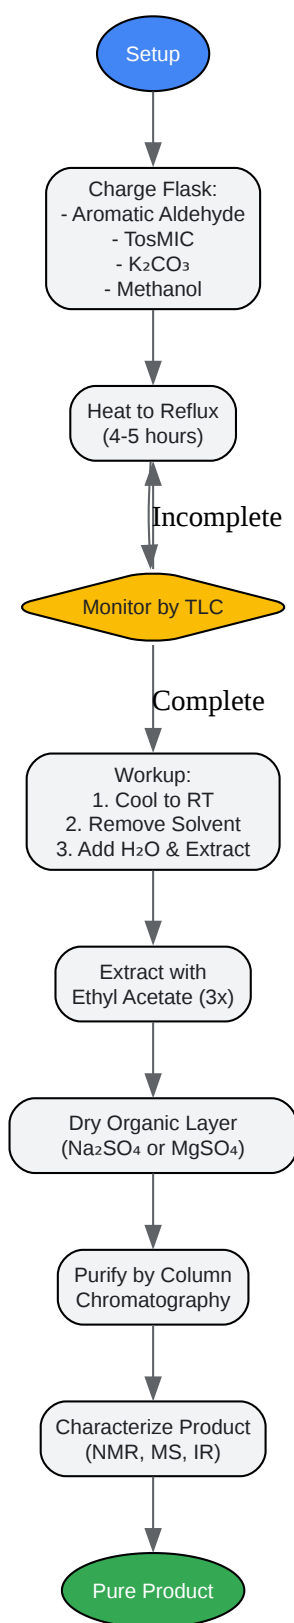 Setup
Charge Flask:
- Aromatic Aldehyde
- TosMIC
- K₂CO₃
- Methanol
Heat to Reflux
(4-5 hours)
Incomplete
Monitor by TLC
Complete
Workup:
1. Cool to RT
2. Remove Solvent
3. Add H₂O & Extract
Extract with
Ethyl Acetate (3x)
Dry Organic Layer
(Na₂SO₄ or MgSO₄)
Purify by Column
Chromatography
Characterize Product
(NMR, MS, IR)
Pure Product